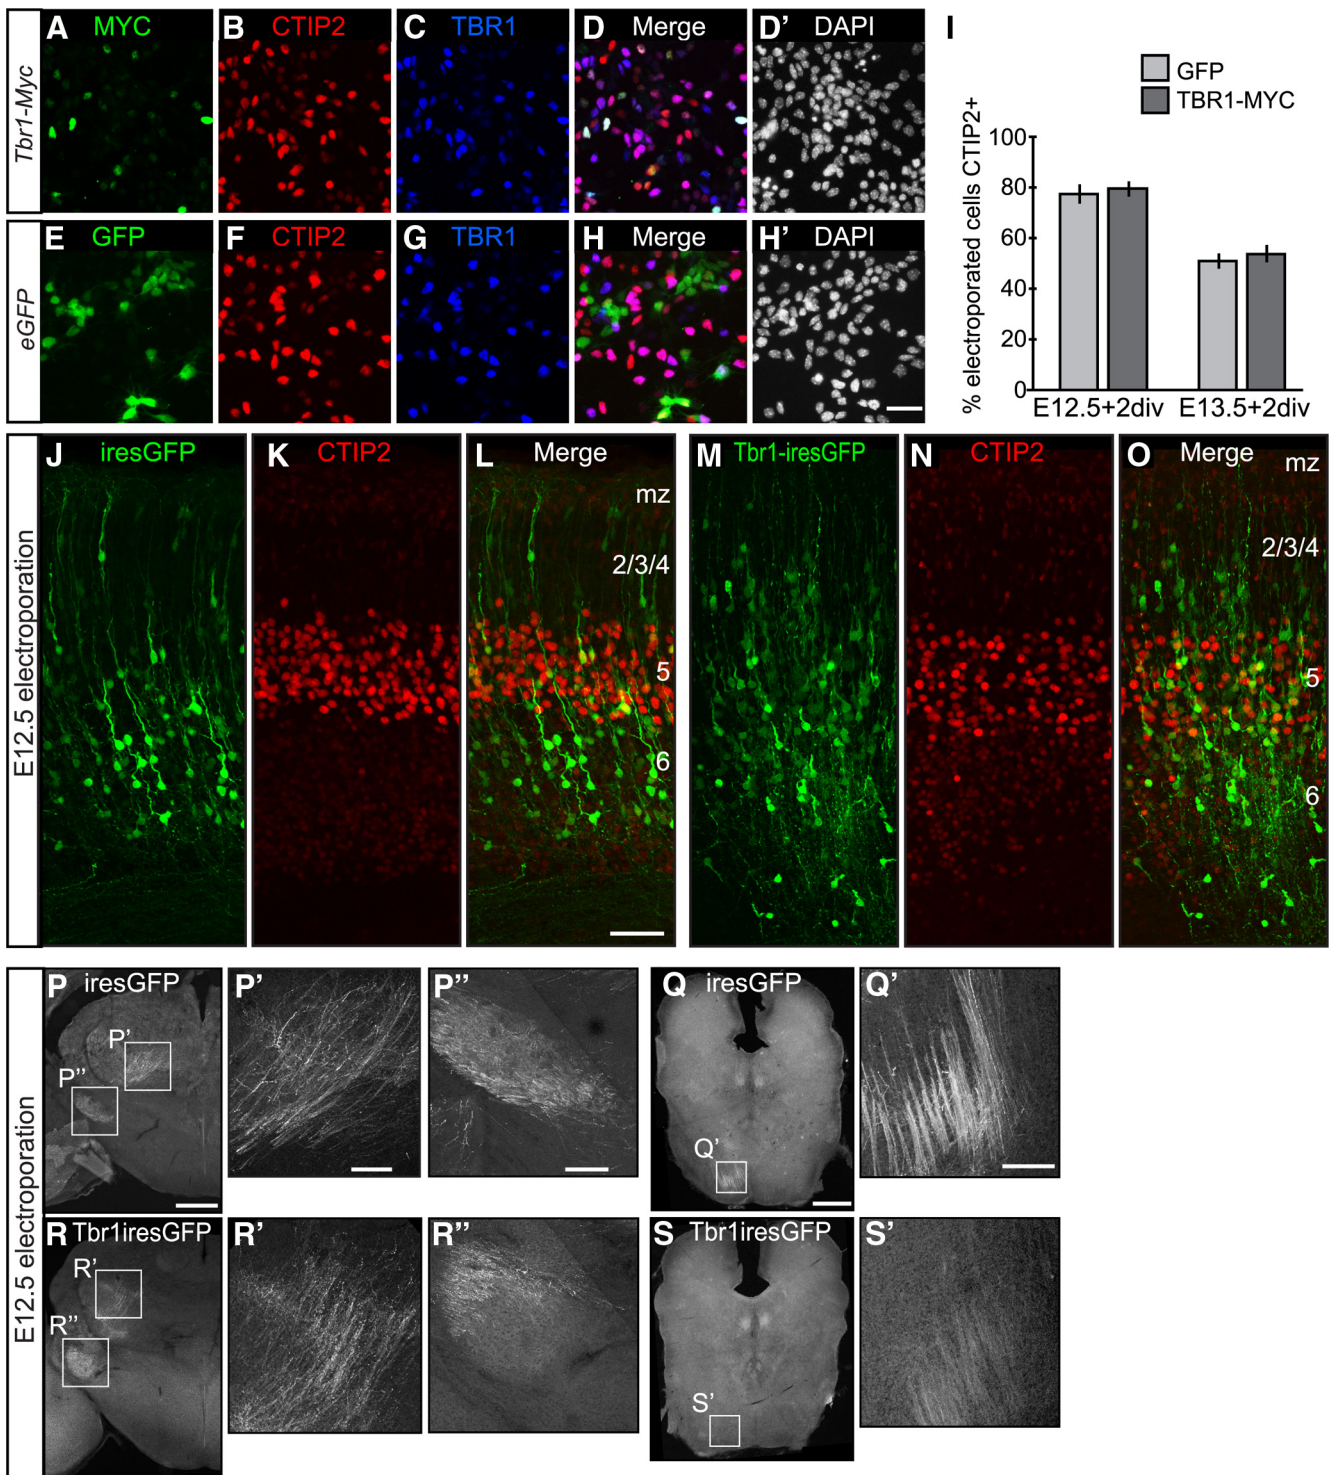 A MYC
B CTIP2
C TBR1
D Merge
D' DAPI
Tbr1-Myc
E GFP
F CTIP2
G TBR1
H Merge
H' DAPI
eGFP
I
GFP
TBR1-MYC
% electroporated cells CTIP2+
100
80
60
40
20
0
E12.5+2div E13.5+2div
E12.5 electroporation
J iresGFP
K CTIP2
L Merge
mz
2/3/4
5
6
M Tbr1-iresGFP
N CTIP2
O Merge
mz
2/3/4
5
6
E12.5 electroporation
P iresGFP
P'
P''
P'
P''
Q iresGFP
Q'
Q'
R Tbr1iresGFP
R'
R''
R'
R''
S Tbr1iresGFP
S'
S'